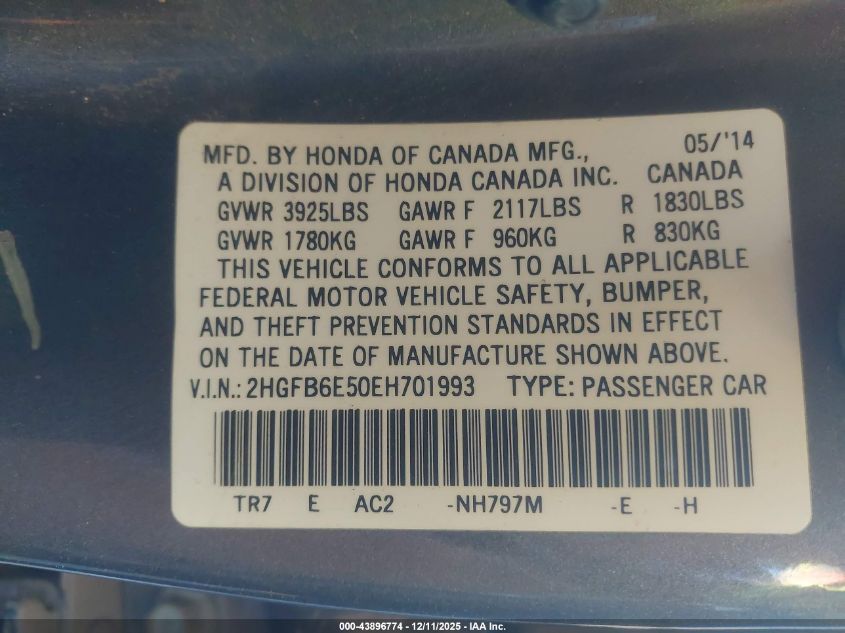 MFD. BY HONDA OF CANADA MFG., 05/'14
A DIVISION OF HONDA CANADA INC. CANADA
GVWR 3925LBS GAWR F 2117LBS R 1830LBS
GVWR 1780KG GAWR F 960KG R 830KG
THIS VEHICLE CONFORMS TO ALL APPLICABLE
FEDERAL MOTOR VEHICLE SAFETY, BUMPER,
AND THEFT PREVENTION STANDARDS IN EFFECT
ON THE DATE OF MANUFACTURE SHOWN ABOVE.
V.I.N.: 2HGFB6E50EH701993 TYPE: PASSENGER CAR
TR7 E AC2 -NH797M -E -H
000-43896774 - 12/11/2025 - IAA Inc.